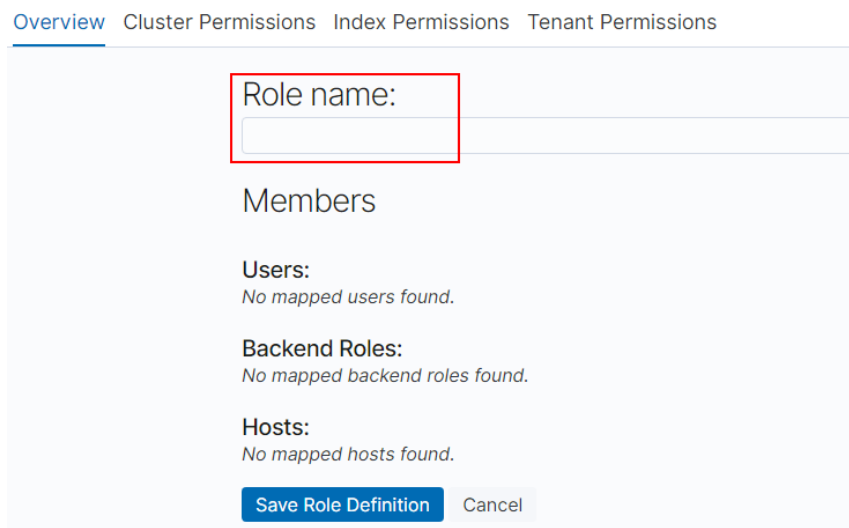 Overview Cluster Permissions Index Permissions Tenant Permissions
Role name:
Members
Users:
No mapped users found.
Backend Roles:
No mapped backend roles found.
Hosts:
No mapped hosts found.
Save Role Definition Cancel